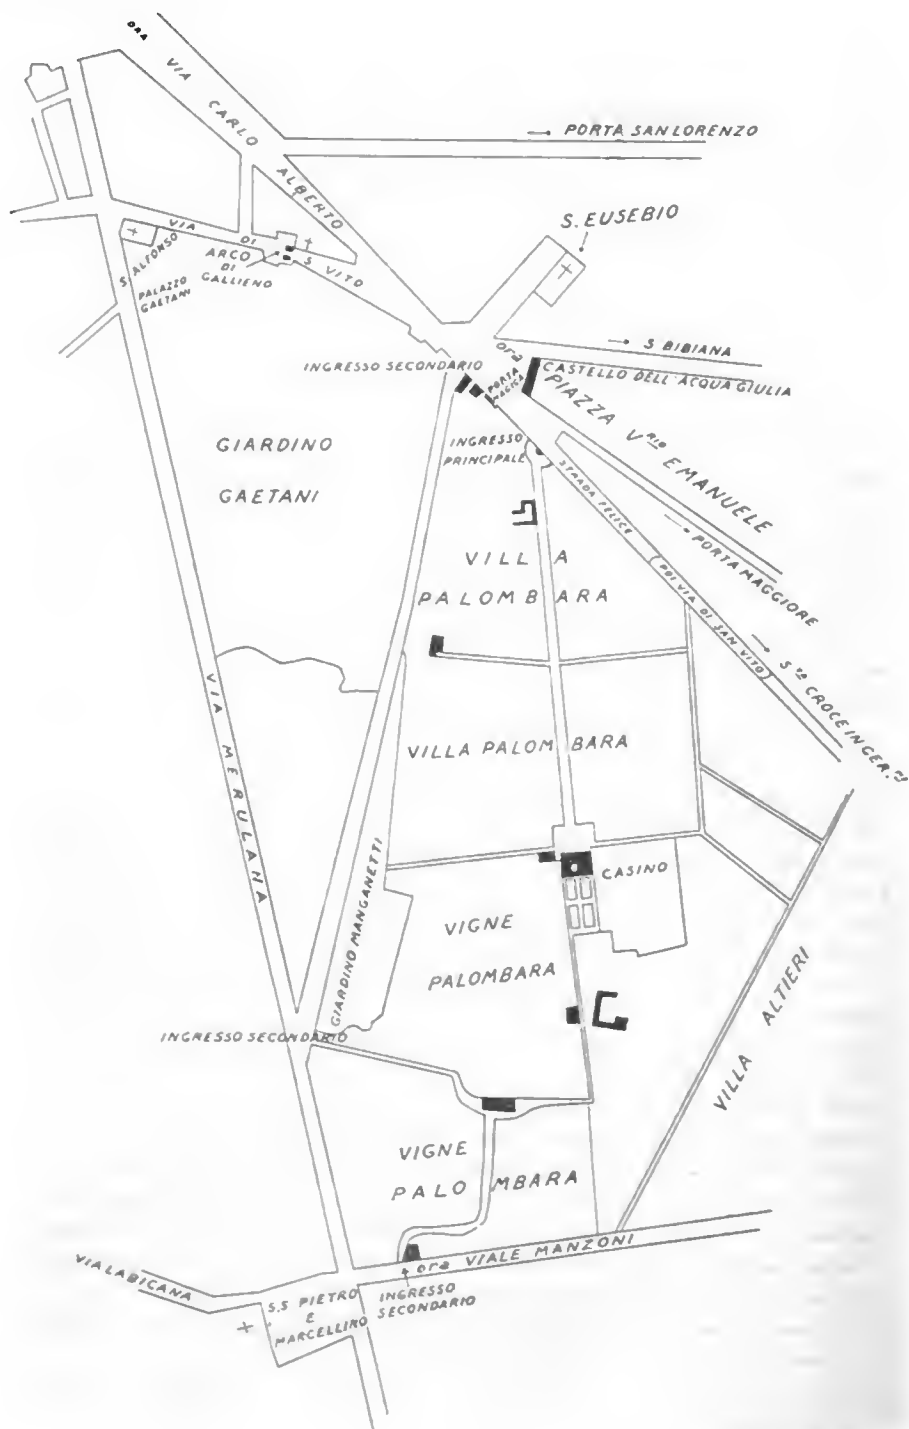 ORA
VIA CARLO ALBERTO
PORTA SAN LORENZO
S. EUSEBIO
VIA DI S VITO
S. ALFONSO
ARCO
DI
GALLIENO
PALAZZO
GAETANI
S BIBIANA
INGRESSO SECONDARIO
PORTA
MAGICA
ora
PIAZZA V.RIO EMANUELE
CASTELLO DELL'ACQUA GIULIA
GIARDINO
GAETANI
INGRESSO
PRINCIPALE
STRADA FELICE
(POI VIA DI SAN VITO)
PORTA MAGGIORE
S.TA CROCE IN GER.
VILLA
PALOMBARA
VIA MERULANA
VILLA PALOMBARA
GIARDINO MANGANETTI
CASINO
VIGNE
PALOMBARA
VILLA ALTIERI
INGRESSO SECONDARIO
VIGNE
PALOMBARA
VIA LABICANA
ora VIALE MANZONI
S.S PIETRO
E
MARCELLIRO
INGRESSO
SECONDARIO